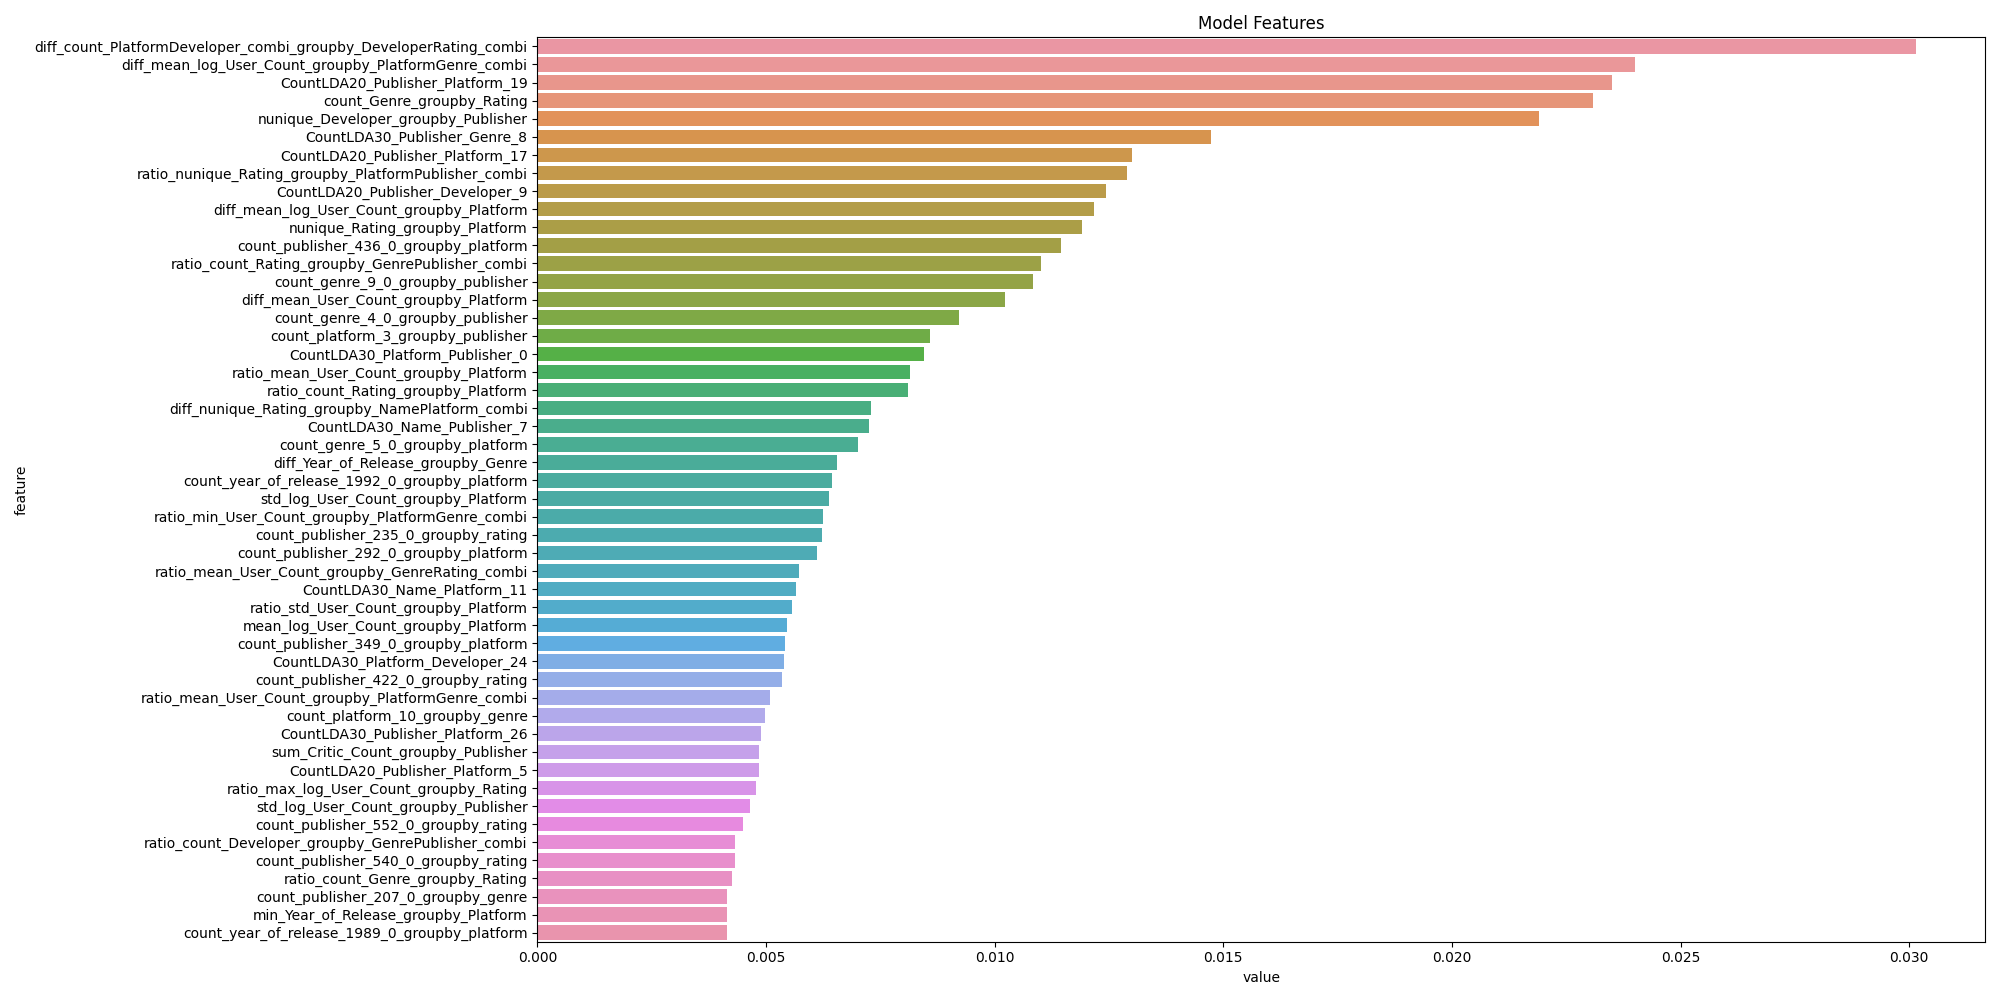 Model Features
diff_count_PlatformDeveloper_combi_groupby_DeveloperRating_combi
diff_mean_log_User_Count_groupby_PlatformGenre_combi
CountLDA20_Publisher_Platform_19
count_Genre_groupby_Rating
nunique_Developer_groupby_Publisher
CountLDA30_Publisher_Genre_8
CountLDA20_Publisher_Platform_17
ratio_nunique_Rating_groupby_PlatformPublisher_combi
CountLDA20_Publisher_Developer_9
diff_mean_log_User_Count_groupby_Platform
nunique_Rating_groupby_Platform
count_publisher_436_0_groupby_platform
ratio_count_Rating_groupby_GenrePublisher_combi
count_genre_9_0_groupby_publisher
diff_mean_User_Count_groupby_Platform
count_genre_4_0_groupby_publisher
count_platform_3_groupby_publisher
CountLDA30_Platform_Publisher_0
ratio_mean_User_Count_groupby_Platform
ratio_count_Rating_groupby_Platform
diff_nunique_Rating_groupby_NamePlatform_combi
CountLDA30_Name_Publisher_7
count_genre_5_0_groupby_platform
diff_Year_of_Release_groupby_Genre
count_year_of_release_1992_0_groupby_platform
std_log_User_Count_groupby_Platform
ratio_min_User_Count_groupby_PlatformGenre_combi
count_publisher_235_0_groupby_rating
count_publisher_292_0_groupby_platform
ratio_mean_User_Count_groupby_GenreRating_combi
CountLDA30_Name_Platform_11
ratio_std_User_Count_groupby_Platform
mean_log_User_Count_groupby_Platform
count_publisher_349_0_groupby_platform
CountLDA30_Platform_Developer_24
count_publisher_422_0_groupby_rating
ratio_mean_User_Count_groupby_PlatformGenre_combi
count_platform_10_groupby_genre
CountLDA30_Publisher_Platform_26
sum_Critic_Count_groupby_Publisher
CountLDA20_Publisher_Platform_5
ratio_max_log_User_Count_groupby_Rating
std_log_User_Count_groupby_Publisher
count_publisher_552_0_groupby_rating
ratio_count_Developer_groupby_GenrePublisher_combi
count_publisher_540_0_groupby_rating
ratio_count_Genre_groupby_Rating
count_publisher_207_0_groupby_genre
min_Year_of_Release_groupby_Platform
count_year_of_release_1989_0_groupby_platform
feature
0.000 0.005 0.010 0.015 0.020 0.025 0.030
value